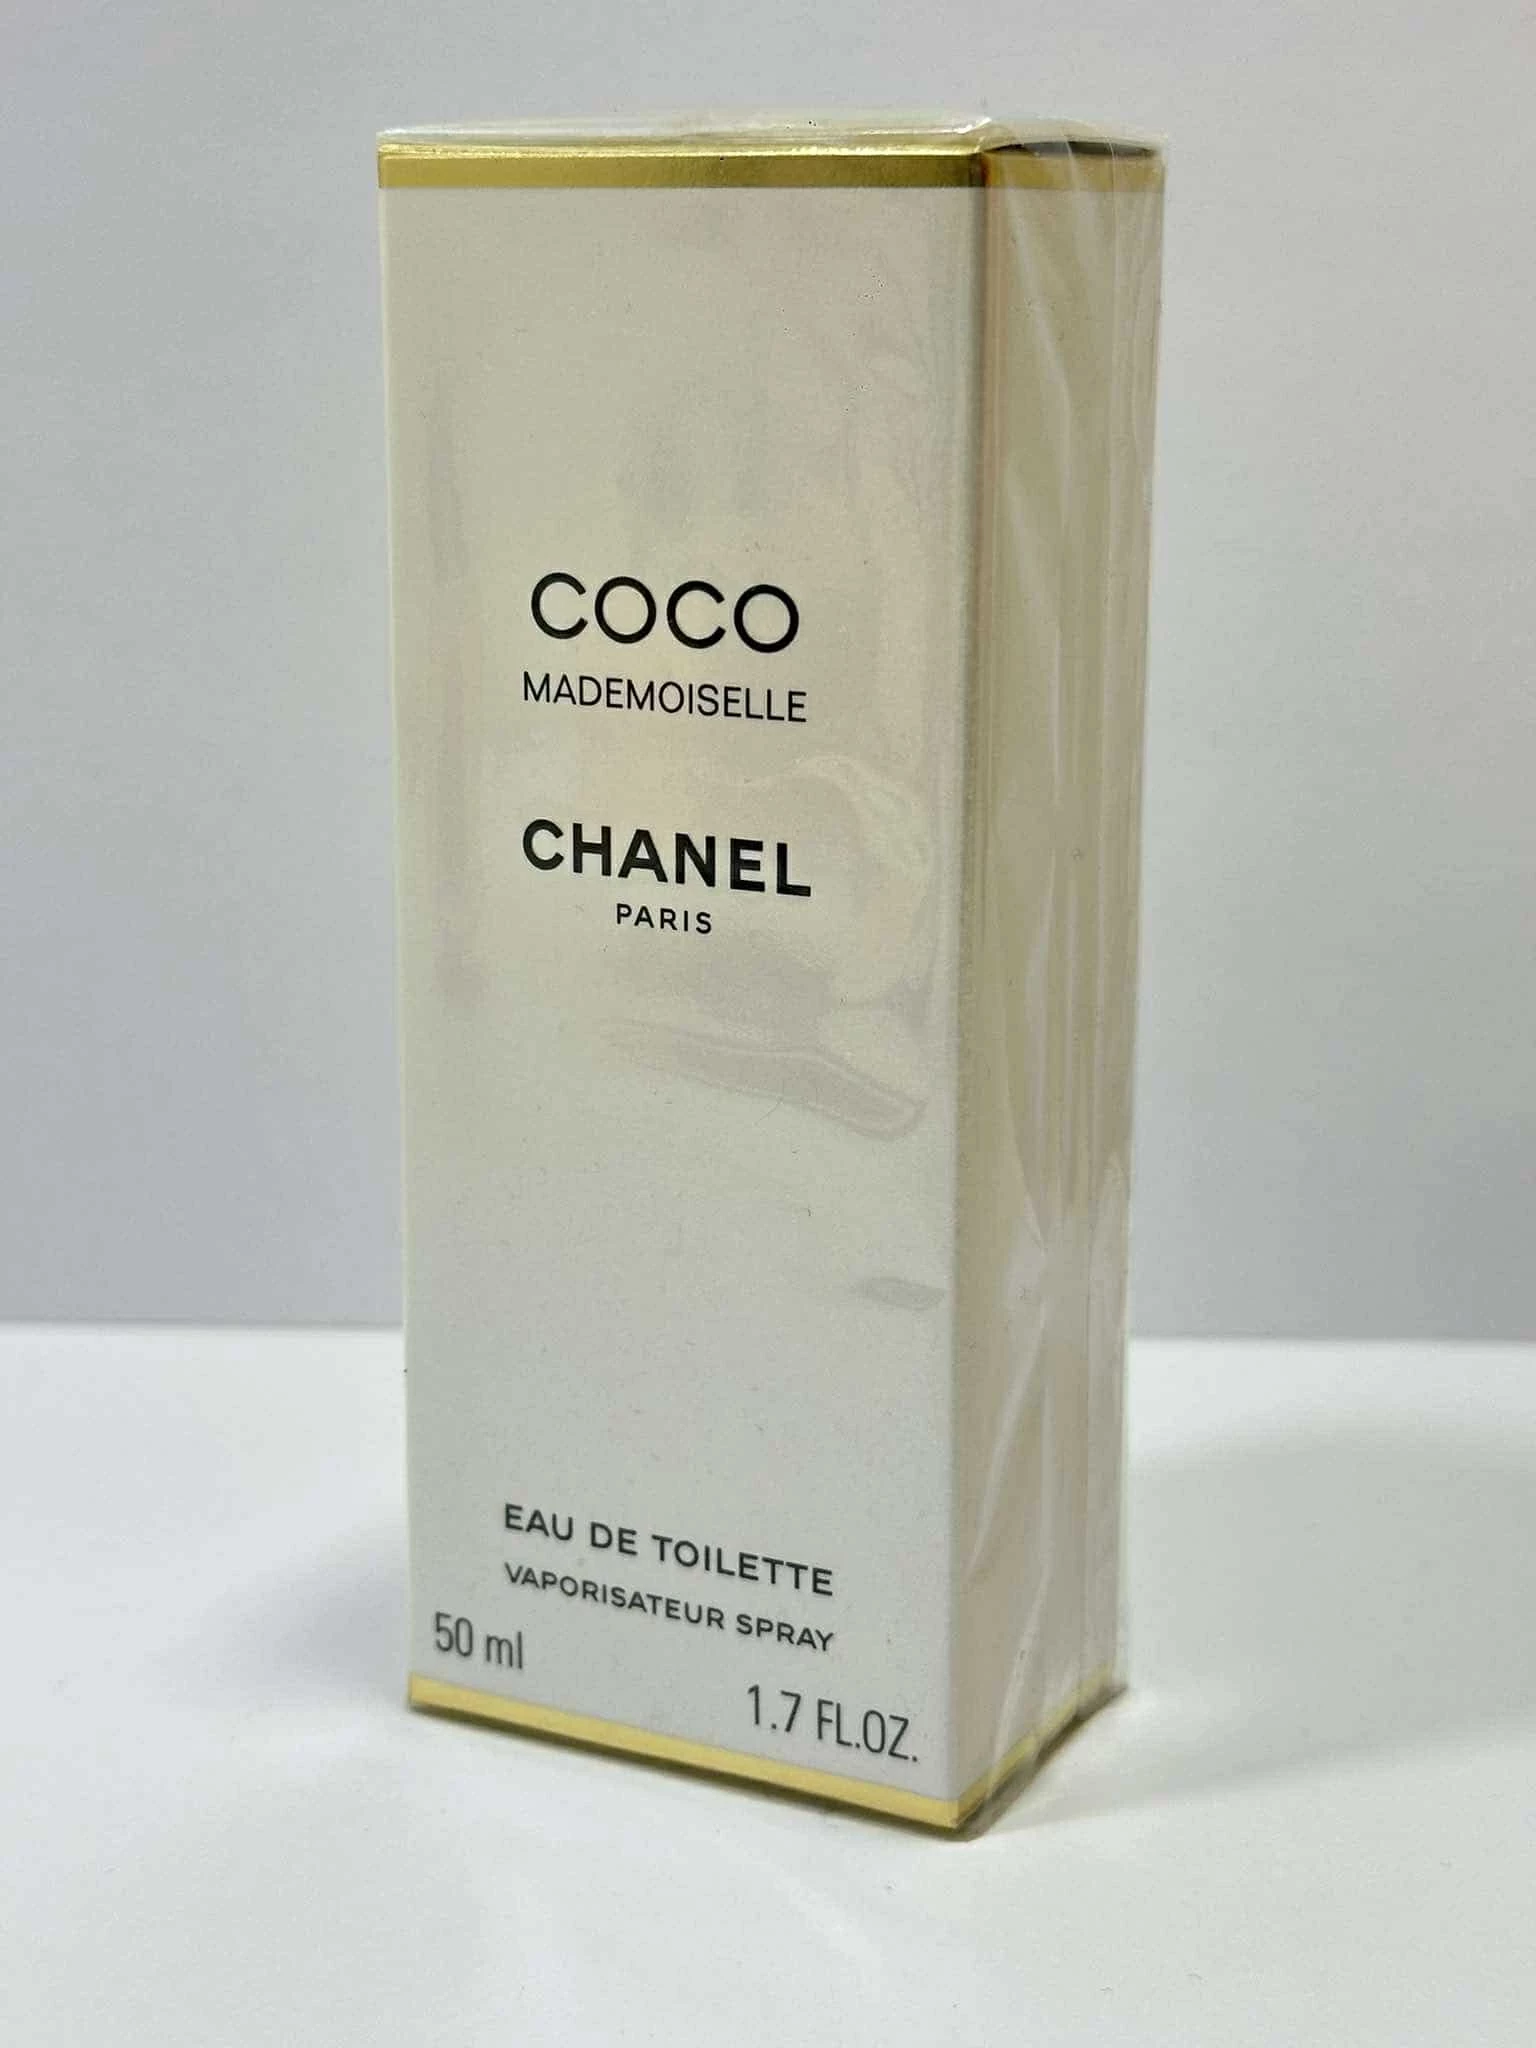 COCO
MADEMOISELLE
CHANEL
PARIS
EAU DE TOILETTE
VAPORISATEUR SPRAY
50 ml
1.7 FL.OZ.